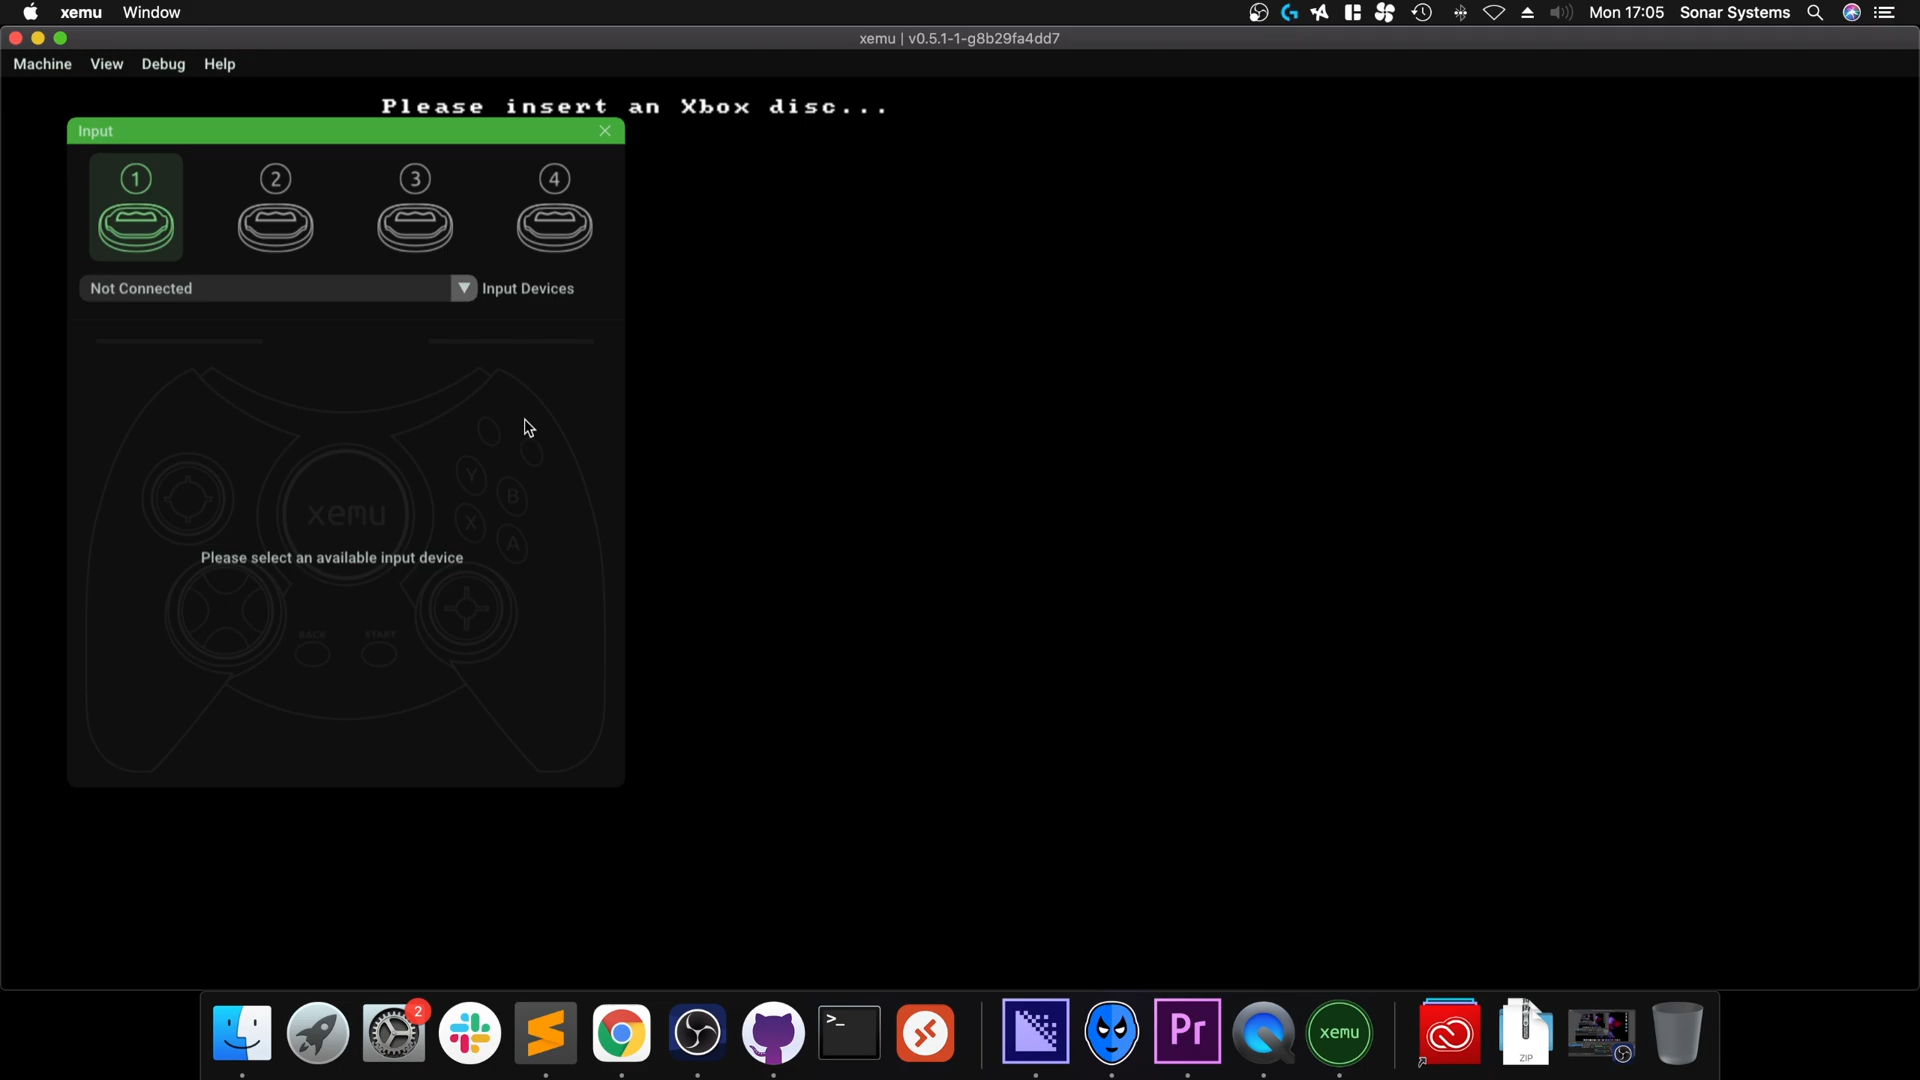 xemu Window Mon 17:05 Sonar Systems
xemu | v0.5.1-1-g8b29fa4dd7
Machine View Debug Help
Please insert an Xbox disc...
Input
1 2 3 4
Not Connected Input Devices
Y
B
xemu
X
A
Please select an available input device
BACK START
2
>_
Pr
xemu
ZIP